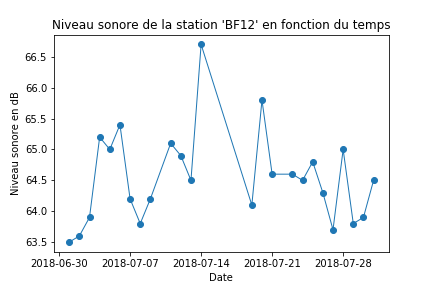 Niveau sonore de la station 'BF12' en fonction du temps
Niveau sonore en dB
66.5
66.0
65.5
65.0
64.5
64.0
63.5
2018-06-30 2018-07-07 2018-07-14 2018-07-21 2018-07-28
Date